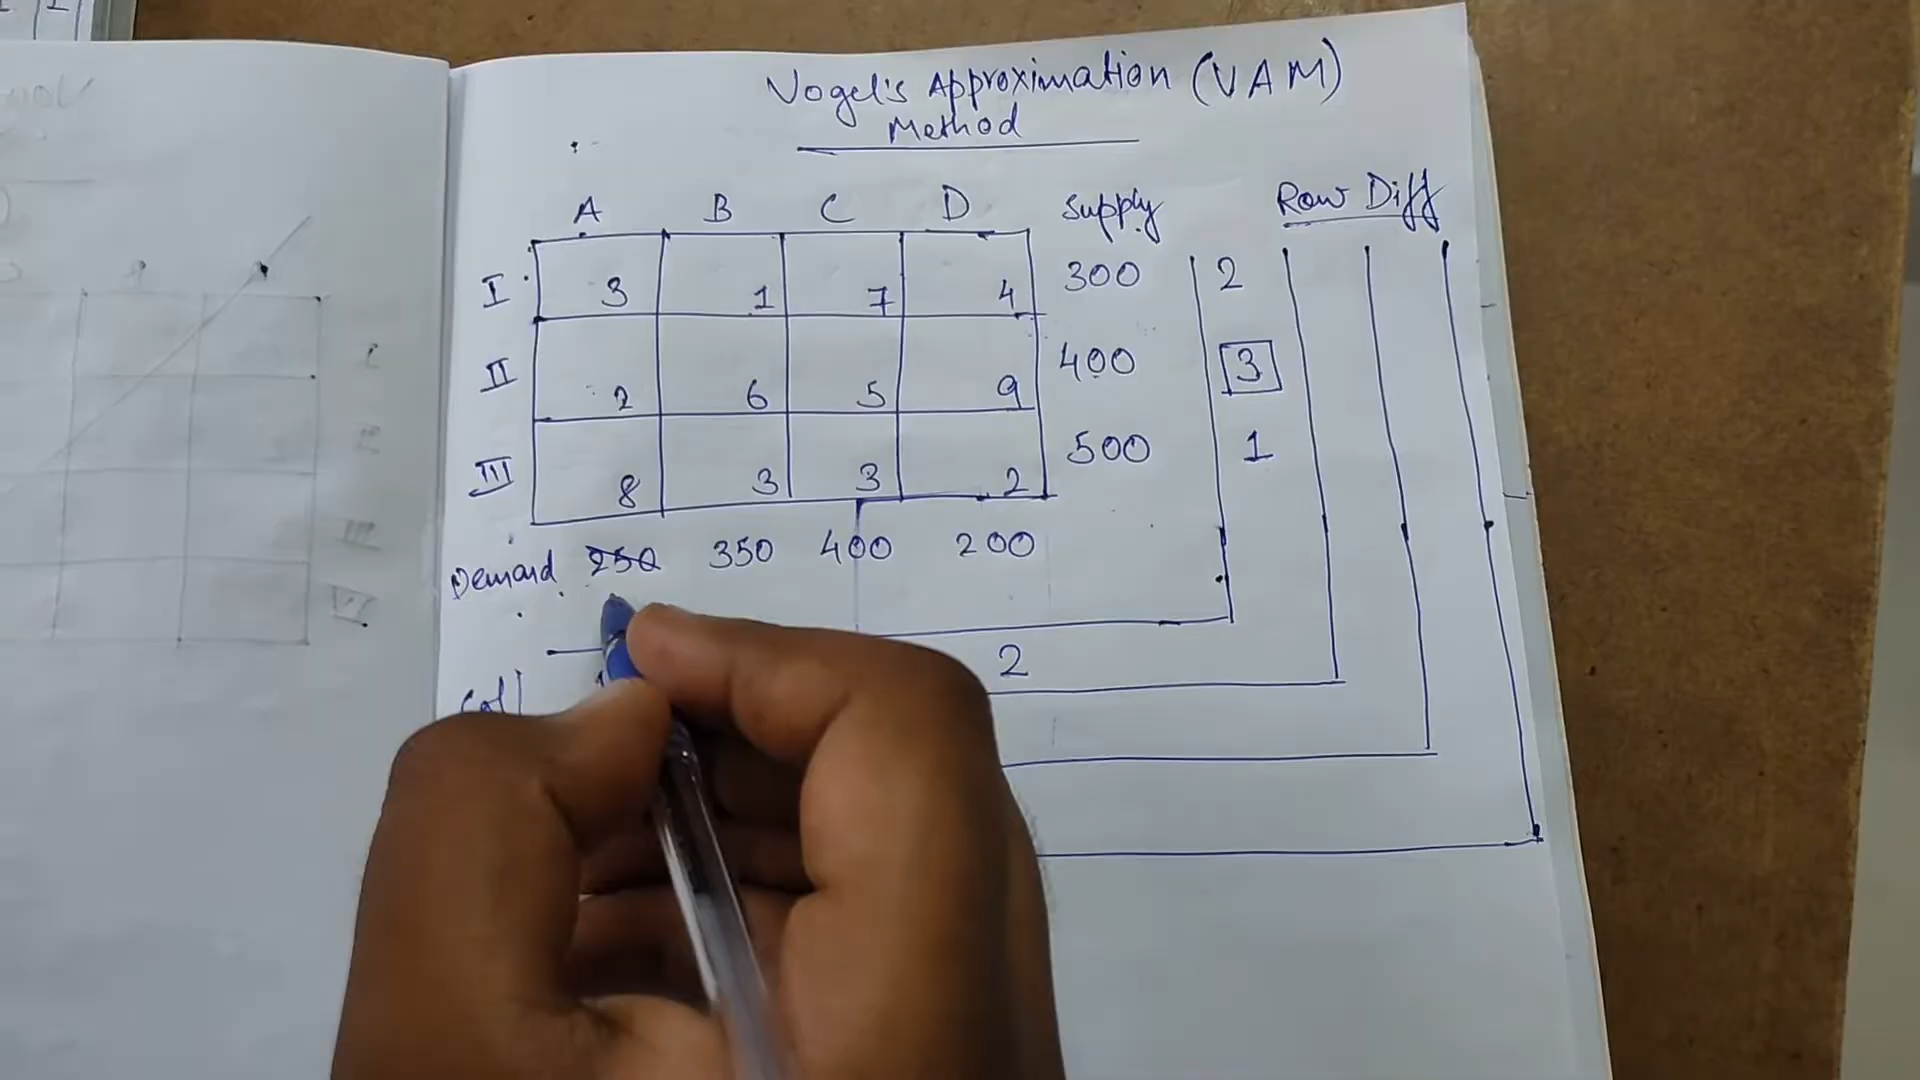 Vogel's Approximation (VAM)
Method
A B C D Supply Row Diff
I 3 1 7 4 300 2
II 2 6 5 9 400 3
III 8 3 3 2 500 1
Demand 250 350 400 200
2